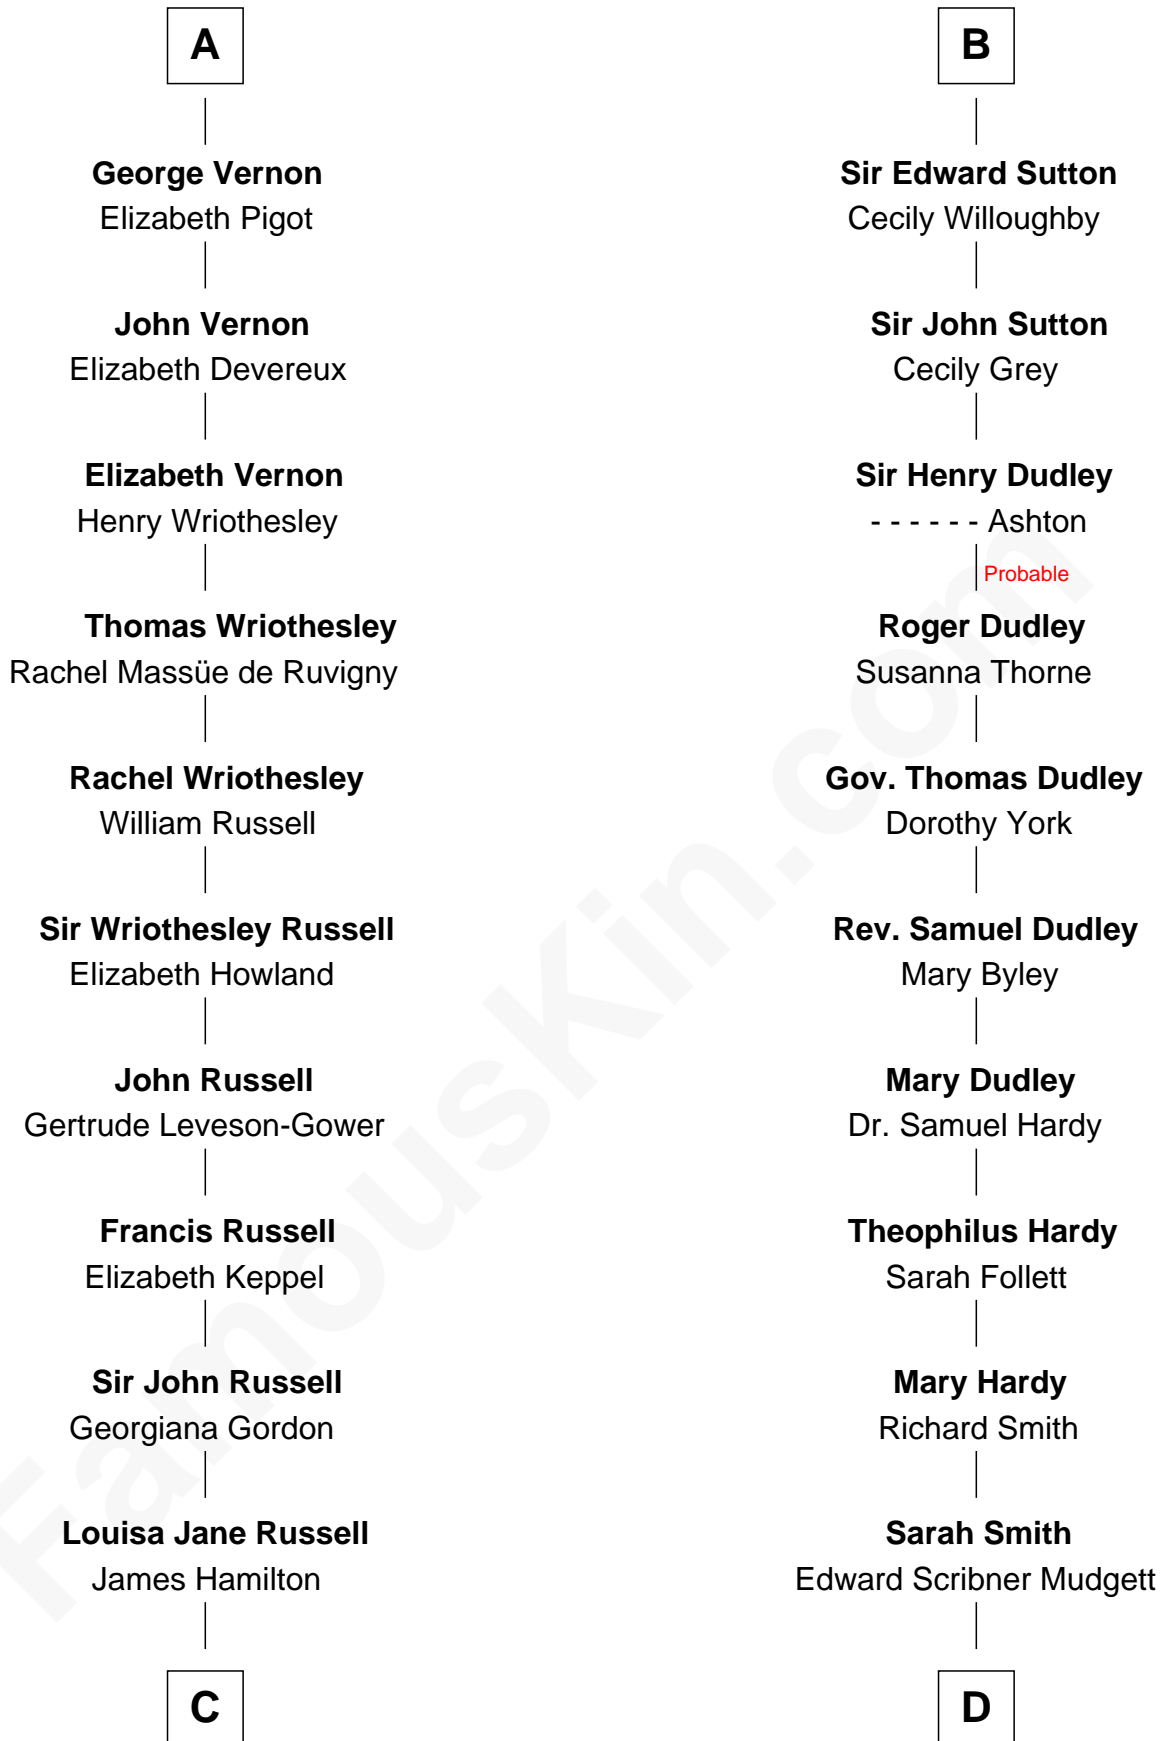 A
George Vernon
Elizabeth Pigot
John Vernon
Elizabeth Devereux
Elizabeth Vernon
Henry Wriothesley
Thomas Wriothesley
Rachel Massüe de Ruvigny
Rachel Wriothesley
William Russell
Sir Wriothesley Russell
Elizabeth Howland
John Russell
Gertrude Leveson-Gower
Francis Russell
Elizabeth Keppel
Sir John Russell
Georgiana Gordon
Louisa Jane Russell
James Hamilton
C
B
Sir Edward Sutton
Cecily Willoughby
Sir John Sutton
Cecily Grey
Sir Henry Dudley
- - - - - - Ashton
Probable
Roger Dudley
Susanna Thorne
Gov. Thomas Dudley
Dorothy York
Rev. Samuel Dudley
Mary Byley
Mary Dudley
Dr. Samuel Hardy
Theophilus Hardy
Sarah Follett
Mary Hardy
Richard Smith
Sarah Smith
Edward Scribner Mudgett
D
FamousKin.com